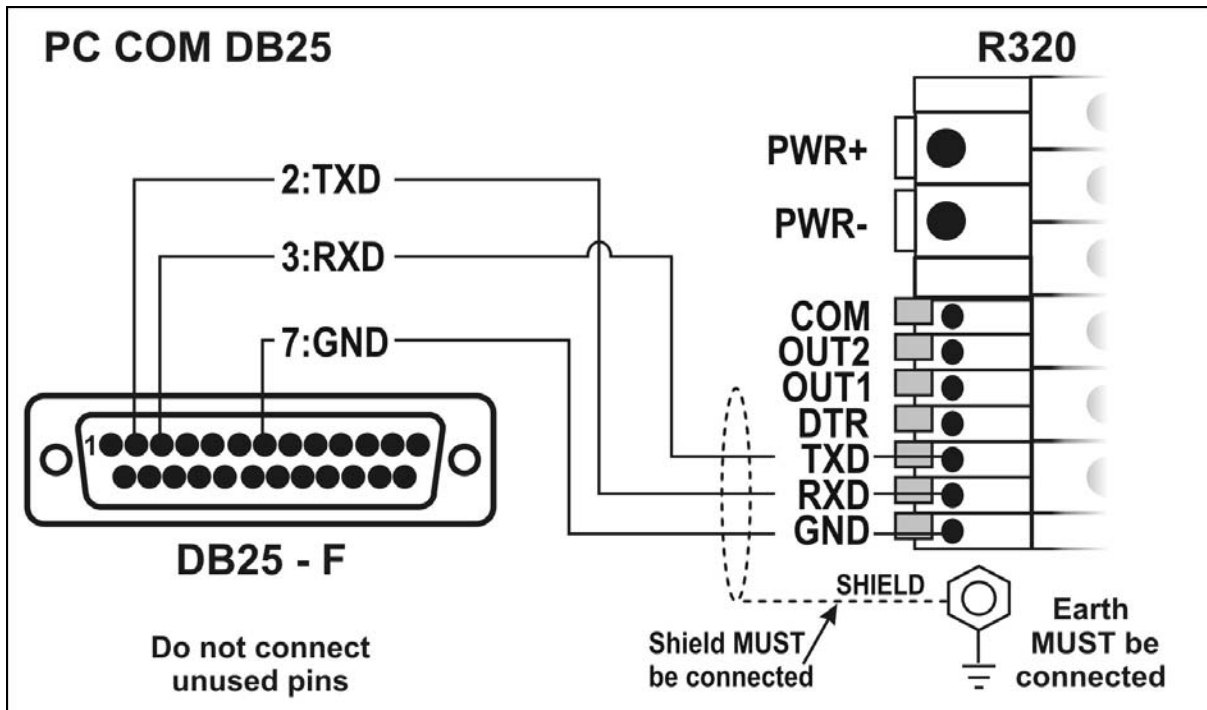 PC COM DB25
R320
PWR+
2:TXD
PWR-
3:RXD
COM
7:GND
OUT2
OUT1
DTR
1
TXD
RXD
GND
DB25 - F
SHIELD
Do not connect
unused pins
Shield MUST
be connected
Earth
MUST be
connected